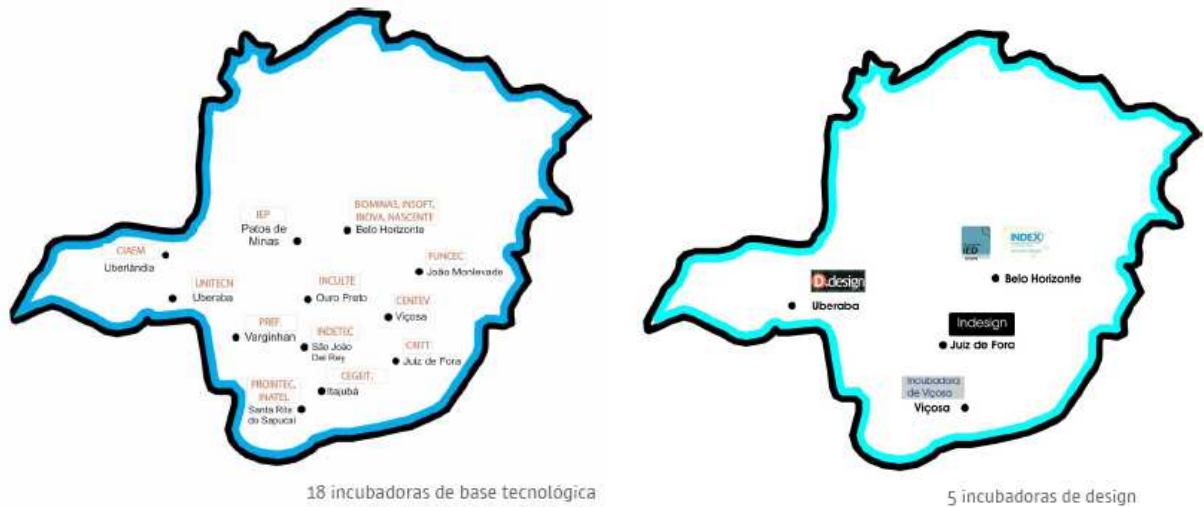 BIOMINAS, INSOFT,
INOVA, NASCENTE
Belo Horizonte
IEP
Patos de
Minas
CIAEM
Uberlândia
FUNCEC
João Monlevade
UNITECN
Uberaba
INCULTE
Ouro Preto
CENTEV
Viçosa
PREF.
Varginhan
INDETEC
São João
Del Rey
CRITT
Juiz de Fora
CEGEIT,
Itajubá
PROINTEC,
INATEL
Santa Rita
do Sapucaí
18 incubadoras de base tecnológica
IED
INDEX
Belo Horizonte
D.design
Uberaba
Indesign
Juiz de Fora
Incubadora
de Viçosa
Viçosa
5 incubadoras de design